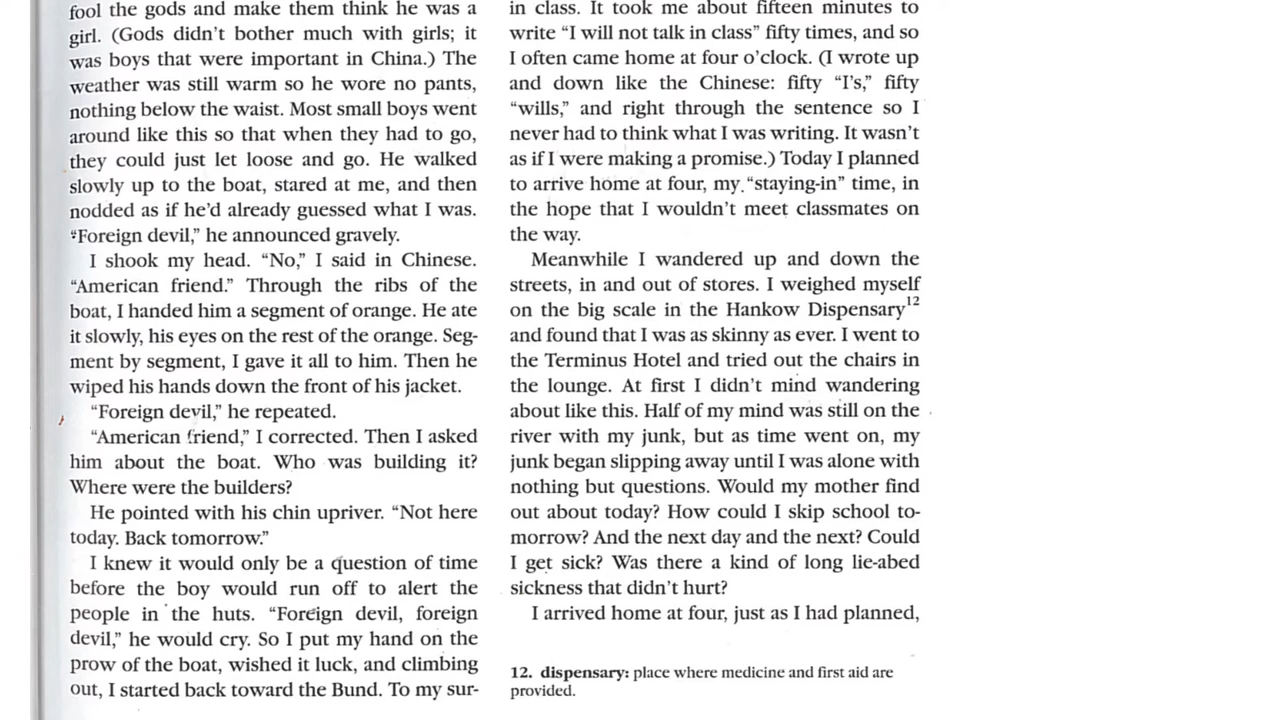 fool the gods and make them think he was a
girl. (Gods didn’t bother much with girls; it
was boys that were important in China.) The
weather was still warm so he wore no pants,
nothing below the waist. Most small boys went
around like this so that when they had to go,
they could just let loose and go. He walked
slowly up to the boat, stared at me, and then
nodded as if he’d already guessed what I was.
“Foreign devil,” he announced gravely.
I shook my head. “No,” I said in Chinese.
“American friend.” Through the ribs of the
boat, I handed him a segment of orange. He ate
it slowly, his eyes on the rest of the orange. Seg-
ment by segment, I gave it all to him. Then he
wiped his hands down the front of his jacket.
“Foreign devil,” he repeated.
“American friend,” I corrected. Then I asked
him about the boat. Who was building it?
Where were the builders?
He pointed with his chin upriver. “Not here
today. Back tomorrow.”
I knew it would only be a question of time
before the boy would run off to alert the
people in the huts. “Foreign devil, foreign
devil,” he would cry. So I put my hand on the
prow of the boat, wished it luck, and climbing
out, I started back toward the Bund. To my sur-
in class. It took me about fifteen minutes to
write “I will not talk in class” fifty times, and so
I often came home at four o’clock. (I wrote up
and down like the Chinese: fifty “I’s,” fifty
“wills,” and right through the sentence so I
never had to think what I was writing. It wasn’t
as if I were making a promise.) Today I planned
to arrive home at four, my “staying-in” time, in
the hope that I wouldn’t meet classmates on
the way.
Meanwhile I wandered up and down the
streets, in and out of stores. I weighed myself
on the big scale in the Hankow Dispensary12
and found that I was as skinny as ever. I went to
the Terminus Hotel and tried out the chairs in
the lounge. At first I didn’t mind wandering
about like this. Half of my mind was still on the
river with my junk, but as time went on, my
junk began slipping away until I was alone with
nothing but questions. Would my mother find
out about today? How could I skip school to-
morrow? And the next day and the next? Could
I get sick? Was there a kind of long lie-abed
sickness that didn’t hurt?
I arrived home at four, just as I had planned,
12. dispensary: place where medicine and first aid are
provided.